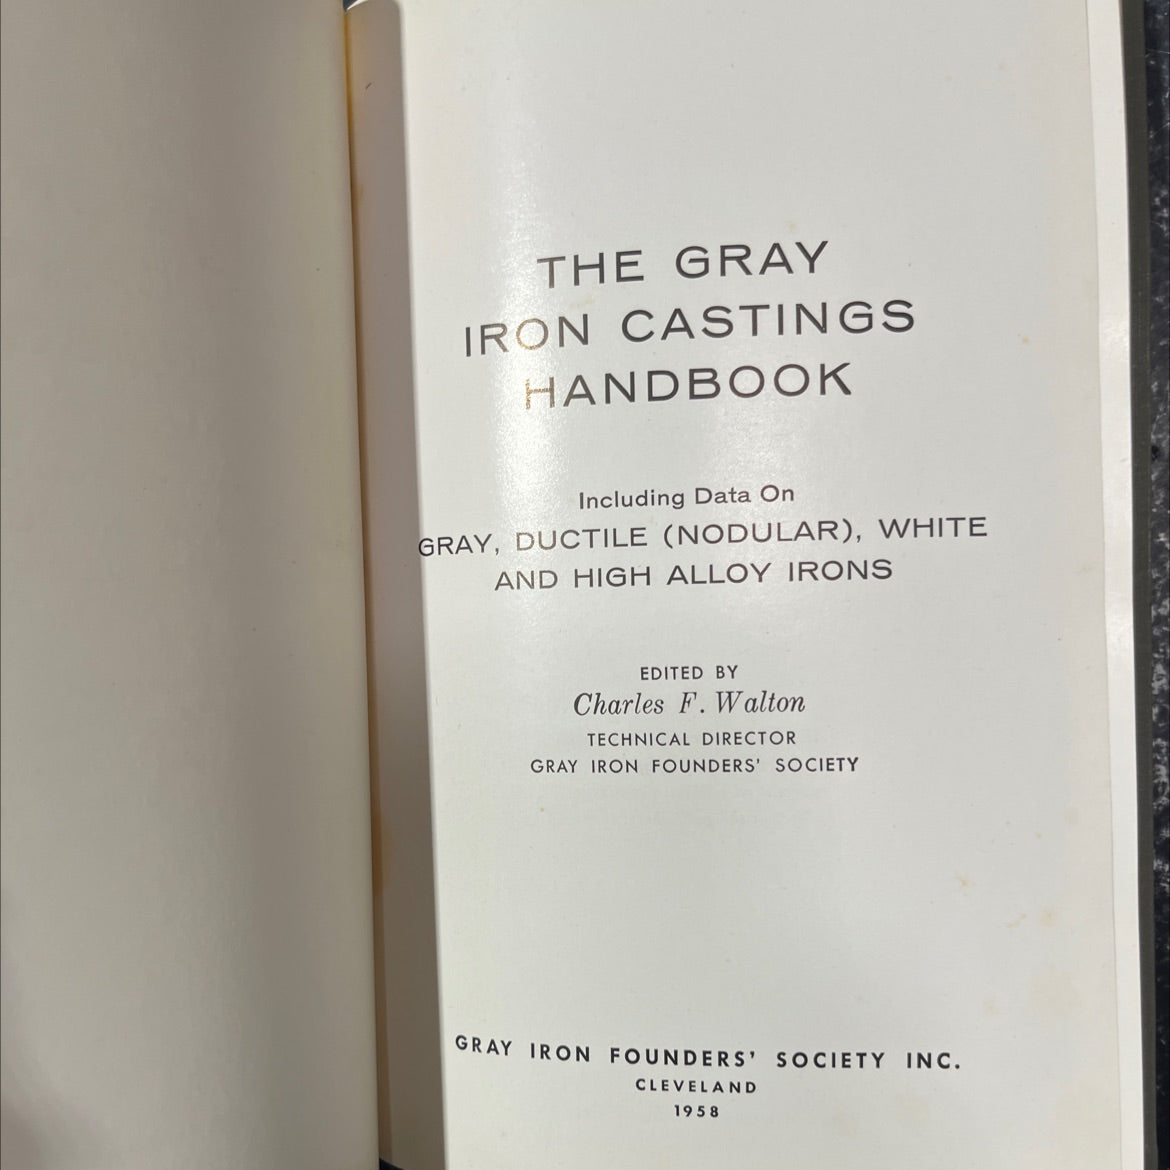 THE GRAY
IRON CASTINGS
HANDBOOK
Including Data On
GRAY, DUCTILE (NODULAR), WHITE
AND HIGH ALLOY IRONS
EDITED BY
Charles F. Walton
TECHNICAL DIRECTOR
GRAY IRON FOUNDERS' SOCIETY
GRAY IRON FOUNDERS' SOCIETY INC.
CLEVELAND
1958